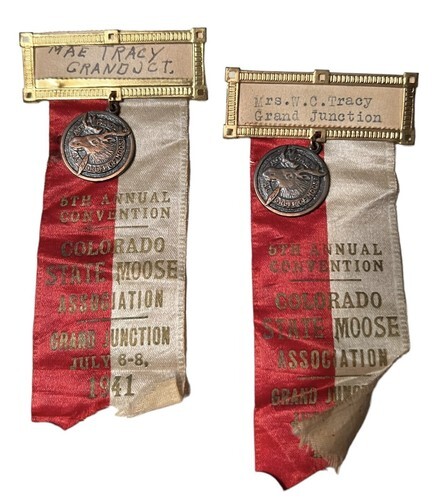 MAE TRACY
GRAND JCT.
5TH ANNUAL
CONVENTION
COLORADO
STATE MOOSE
ASSOCIATION
GRAND JUNCTION
JULY 6-8,
1941
Mrs.W.C.Tracy
Grand Junction
5TH ANNUAL
CONVENTION
COLORADO
STATE MOOSE
ASSOCIATION
GRAND